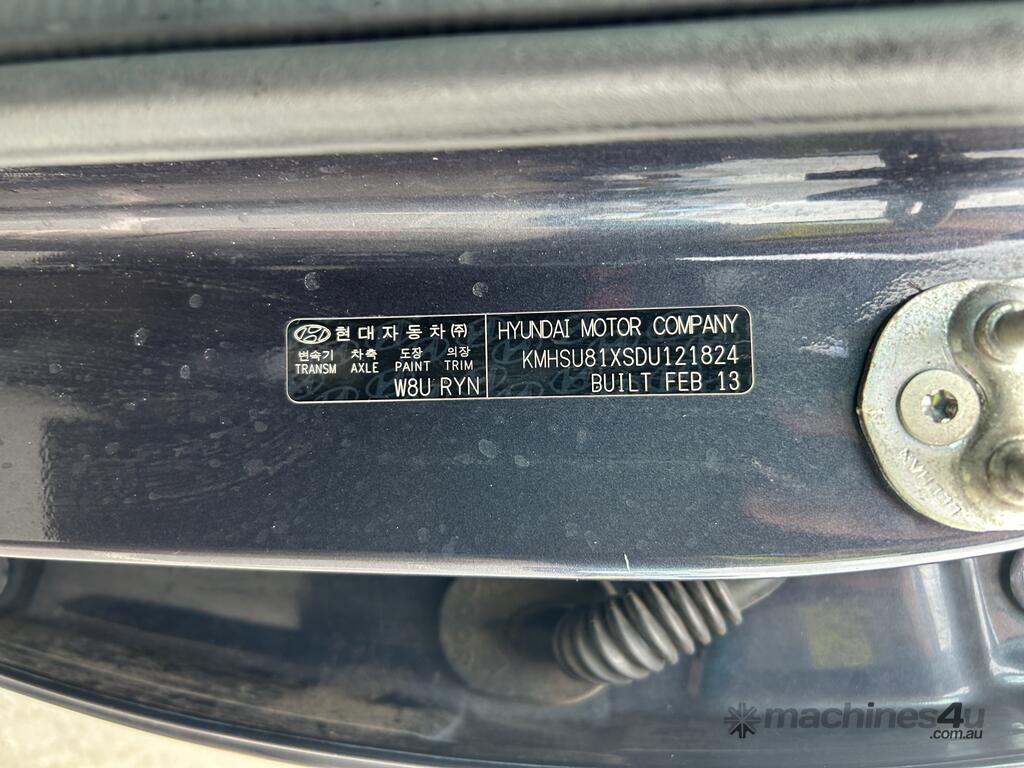 현대자동차(주)
변속기 차축 도장 의장
TRANSM AXLE PAINT TRIM
W8U RYN
HYUNDAI MOTOR COMPANY
KMHSU81XSDU121824
BUILT FEB 13
machines4u
.com.au